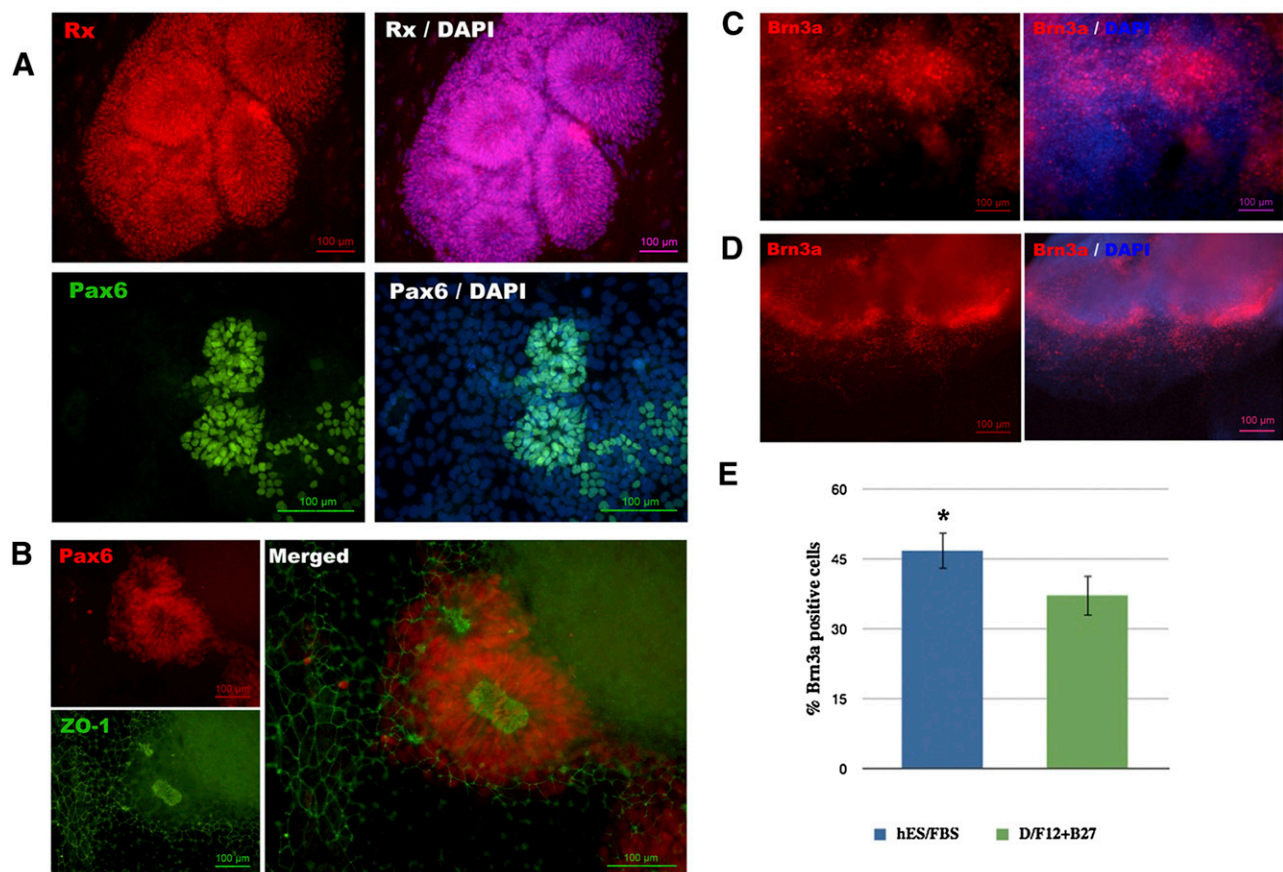 A
Rx
100 µm
Rx / DAPI
100 µm
Pax6
100 µm
Pax6 / DAPI
100 µm
B
Pax6
100 µm
ZO-1
100 µm
Merged
100 µm
C
Brn3a
100 µm
Brn3a / DAPI
100 µm
D
Brn3a
100 µm
Brn3a / DAPI
100 µm
E
% Brn3a positive cells
60
45
30
15
0
*
hES/FBS
D/F12+B27